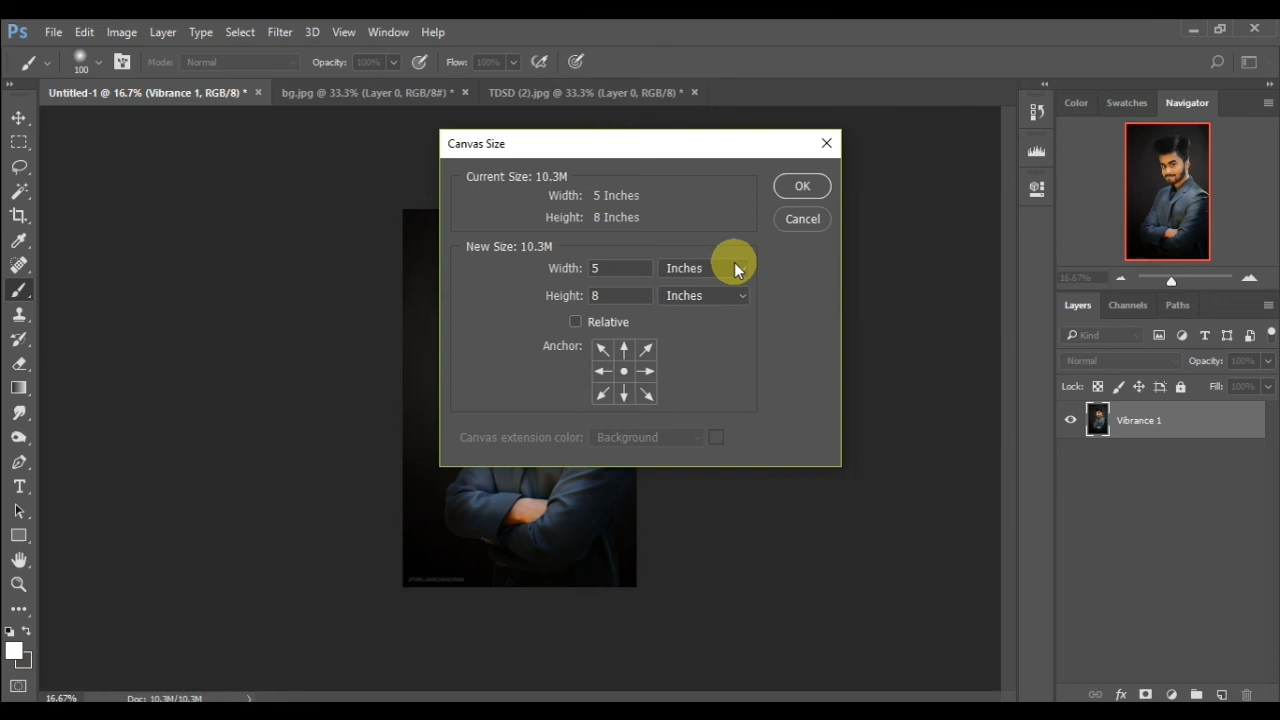 Ps File Edit Image Layer Type Select Filter 3D View Window Help
100 Mode: Normal Opacity: 100% Flow: 100%
Untitled-1 @ 16.7% (Vibrance 1, RGB/8) * × bg.jpg @ 33.3% (Layer 0, RGB/8#) * × TDSD (2).jpg @ 33.3% (Layer 0, RGB/8) * ×
Color Swatches Navigator
Canvas Size
Current Size: 10.3M
Width: 5 Inches
Height: 8 Inches
OK
Cancel
New Size: 10.3M
Width: 5 Inches
Height: 8 Inches
Relative
Anchor:
Canvas extension color: Background
16.67%
Layers Channels Paths
Kind
Normal Opacity: 100%
Lock: Fill: 100%
Vibrance 1
16.67% Doc: 10.3M/10.3M